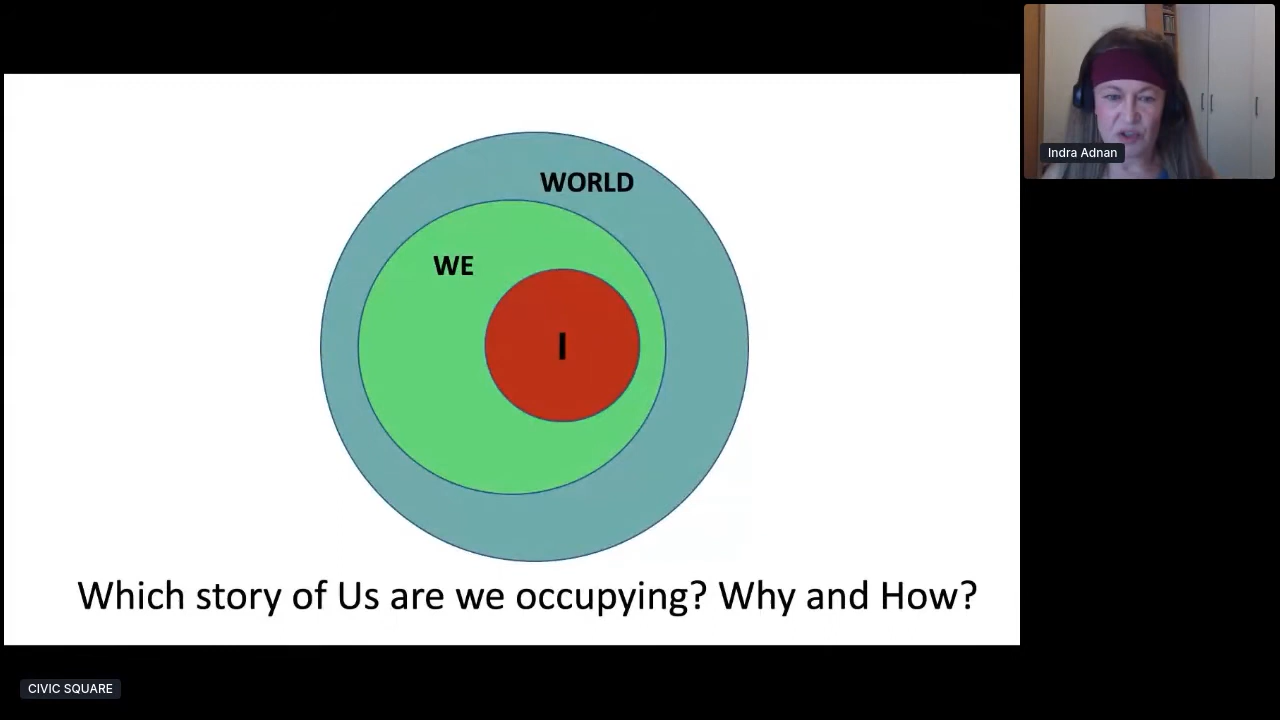 WORLD
WE
I
Which story of Us are we occupying? Why and How?
Indra Adnan
CIVIC SQUARE